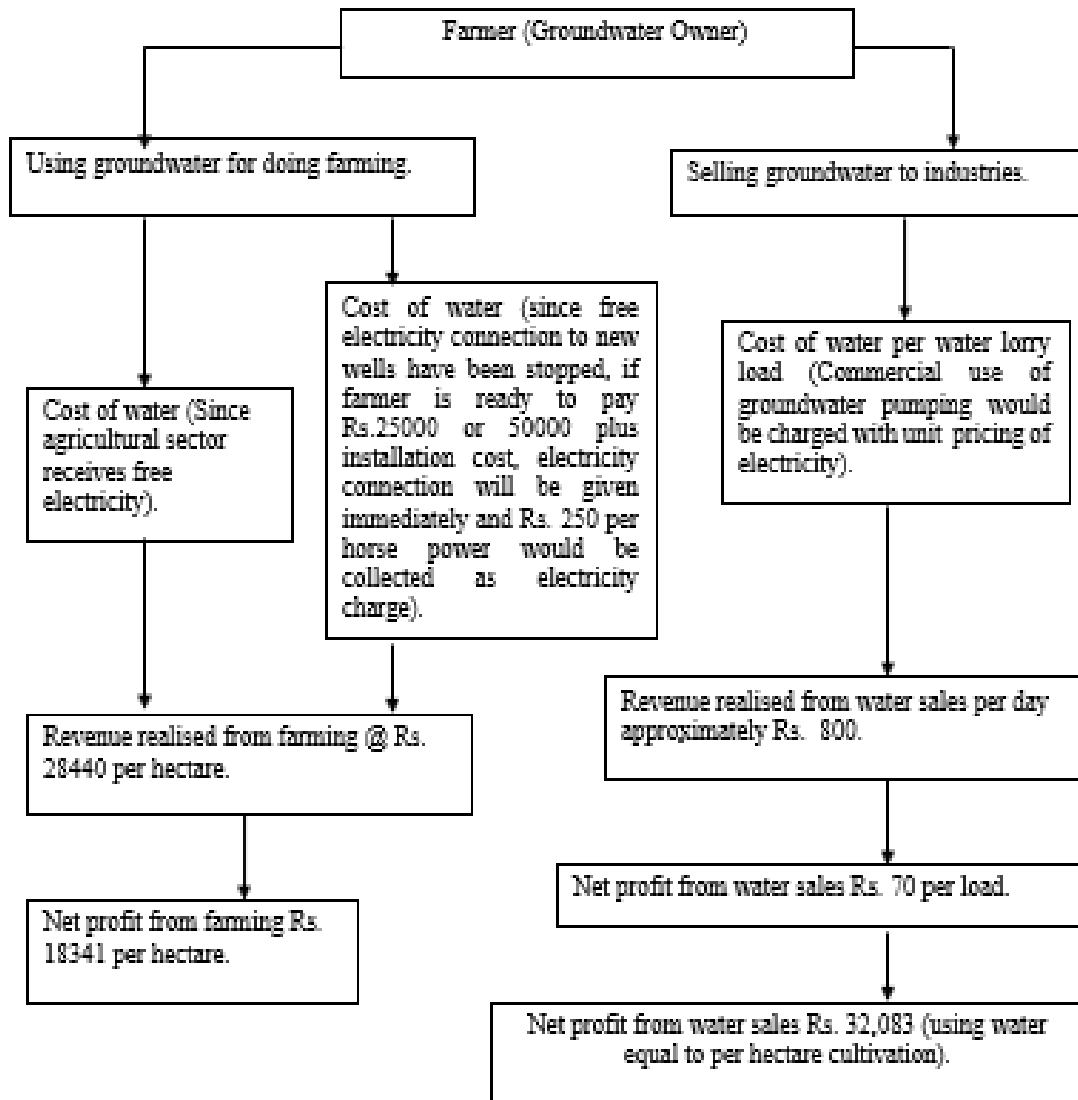 Farmer (Groundwater Owner)
Using groundwater for doing farming.
Selling groundwater to industries.
Cost of water (Since
agricultural sector
receives free
electricity).
Cost of water (since free
electricity connection to new
wells have been stopped, if
farmer is ready to pay
Rs.25000 or 50000 plus
installation cost, electricity
connection will be given
immediately and Rs. 250 per
horse power would be
collected as electricity
charge).
Cost of water per water lorry
load (Commercial use of
groundwater pumping would
be charged with unit pricing of
electricity).
Revenue realised from farming @ Rs.
28440 per hectare.
Revenue realised from water sales per day
approximately Rs. 800.
Net profit from farming Rs.
18341 per hectare.
Net profit from water sales Rs. 70 per load.
Net profit from water sales Rs. 32,083 (using water
equal to per hectare cultivation).